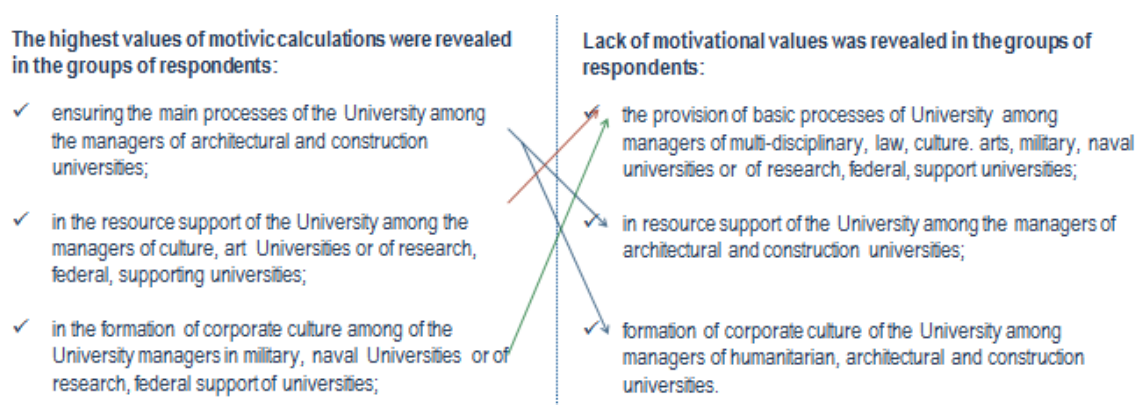 The highest values of motivic calculations were revealed
in the groups of respondents:
✓ ensuring the main processes of the University among
the managers of architectural and construction
universities;
✓ in the resource support of the University among the
managers of culture, art Universities or of research,
federal, supporting universities;
✓ in the formation of corporate culture among of the
University managers in military, naval Universities or of
research, federal support of universities;
Lack of motivational values was revealed in the groups of
respondents:
✓ the provision of basic processes of University among
managers of multi-disciplinary, law, culture. arts, military, naval
universities or of research, federal, support universities;
✓ in resource support of the University among the managers of
architectural and construction universities;
✓ formation of corporate culture of the University among
managers of humanitarian, architectural and construction
universities.